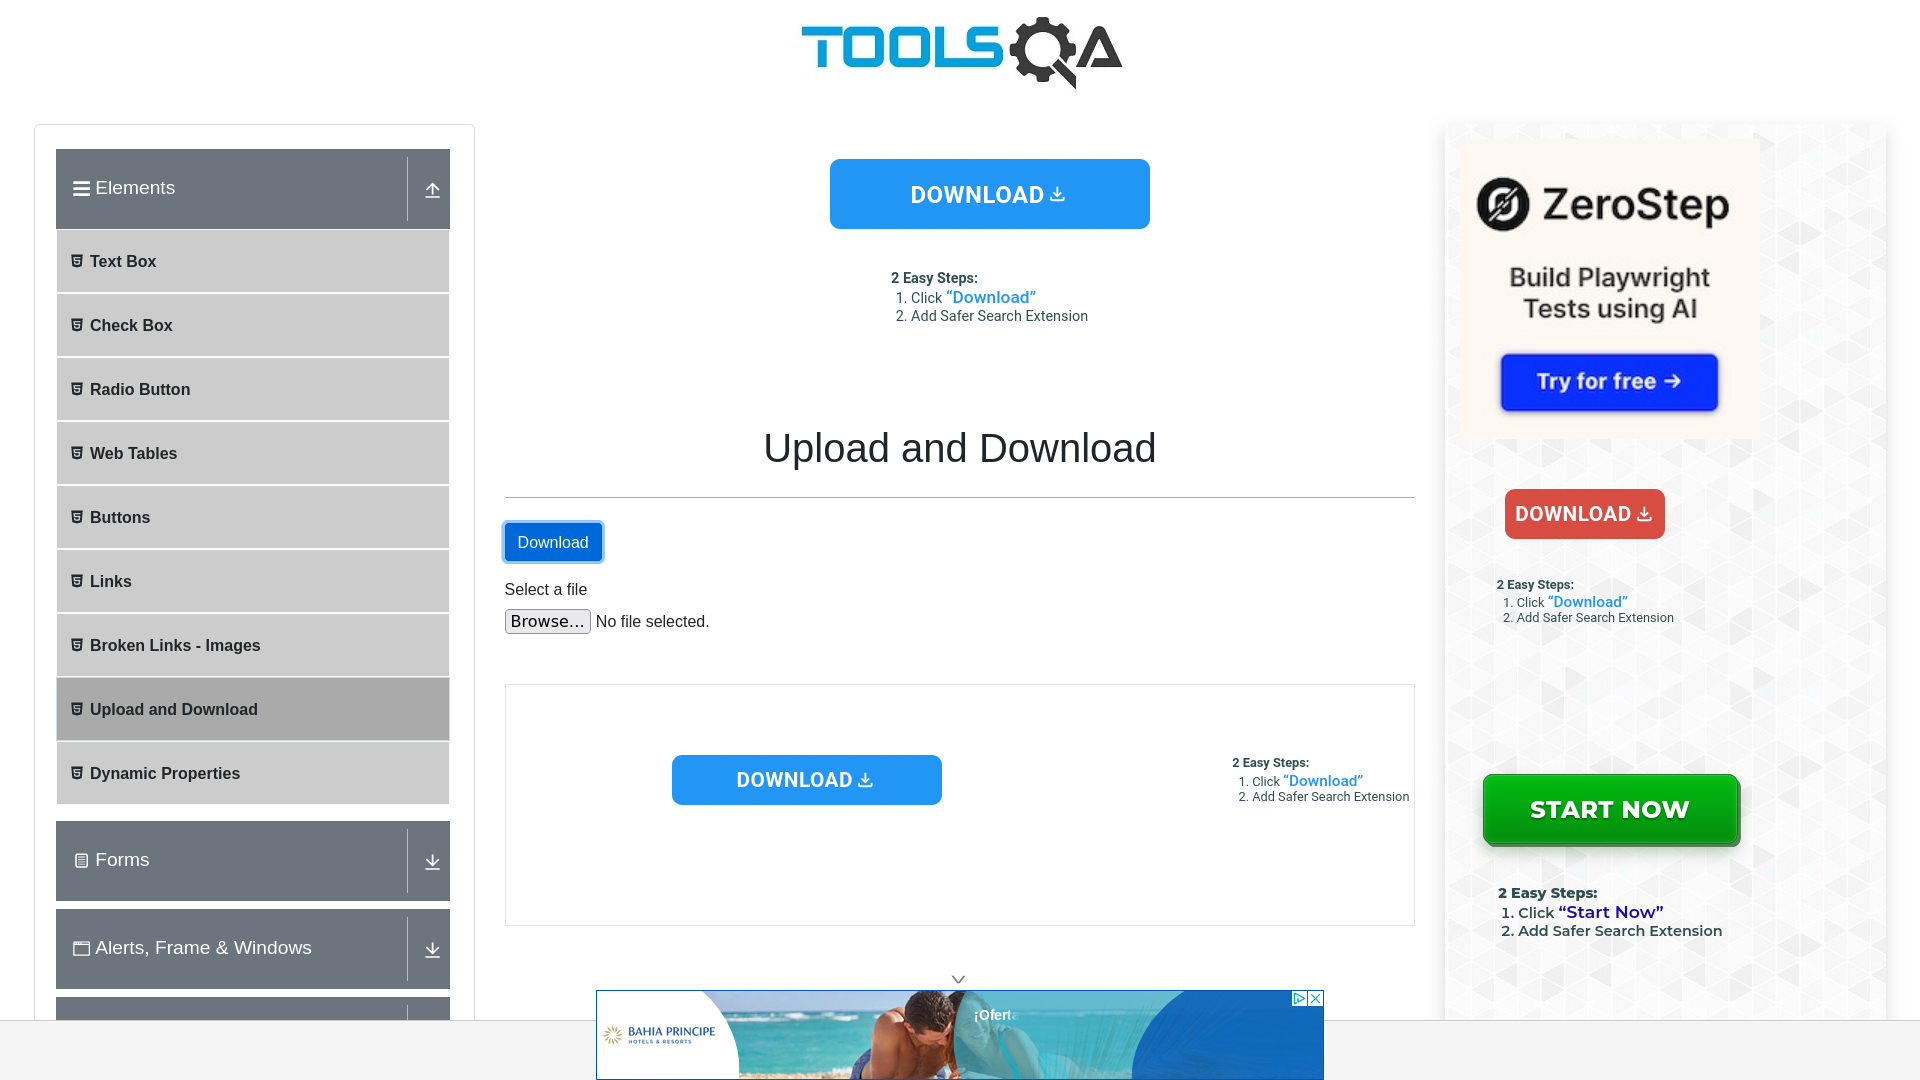 TOOLSQA
Elements
Text Box
Check Box
Radio Button
Web Tables
Buttons
Links
Broken Links - Images
Upload and Download
Dynamic Properties
Forms
Alerts, Frame & Windows
DOWNLOAD
2 Easy Steps:
1. Click “Download”
2. Add Safer Search Extension
Upload and Download
Download
Select a file
Browse... No file selected.
DOWNLOAD
2 Easy Steps:
1. Click “Download”
2. Add Safer Search Extension
ZeroStep
Build Playwright
Tests using AI
Try for free →
DOWNLOAD
2 Easy Steps:
1. Click “Download”
2. Add Safer Search Extension
START NOW
2 Easy Steps:
1. Click “Start Now”
2. Add Safer Search Extension
BAHIA PRINCIPE
HOTELS & RESORTS